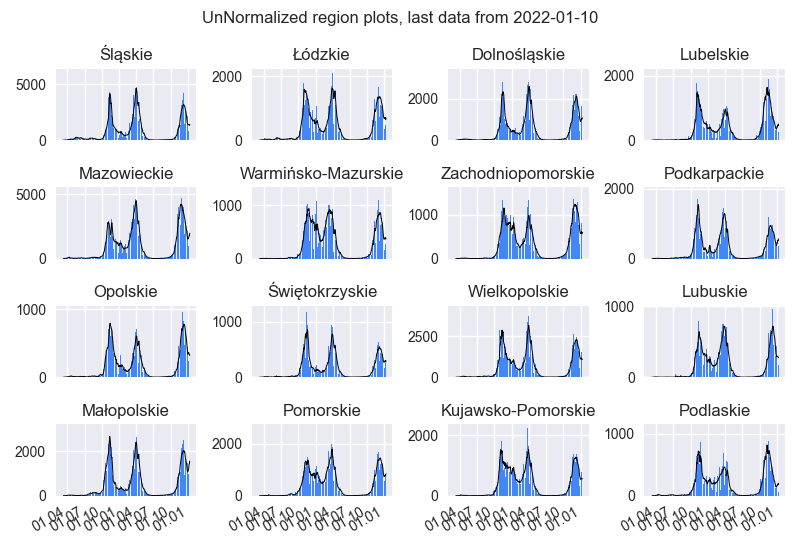 UnNormalized region plots, last data from 2022-01-10
Śląskie Łódzkie Dolnośląskie Lubelskie
5000 2000 2500 2000
0 0 0 0
Mazowieckie Warmińsko-Mazurskie Zachodniopomorskie Podkarpackie
5000 1000 1000 2000
0 0 0 0
Opolskie Świętokrzyskie Wielkopolskie Lubuskie
1000 1000 2500 1000
0 0 0 0
Małopolskie Pomorskie Kujawsko-Pomorskie Podlaskie
2000 2000 2000 1000
0 0 0 0
01.04 01.07 01.10 01.01 01.04 01.07 01.10 01.01 01.04 01.07 01.10 01.01 01.04 01.07 01.10 01.01 01.04 01.07 01.10 01.01 01.04 01.07 01.10 01.01 01.04 01.07 01.10 01.01 01.04 01.07 01.10 01.01